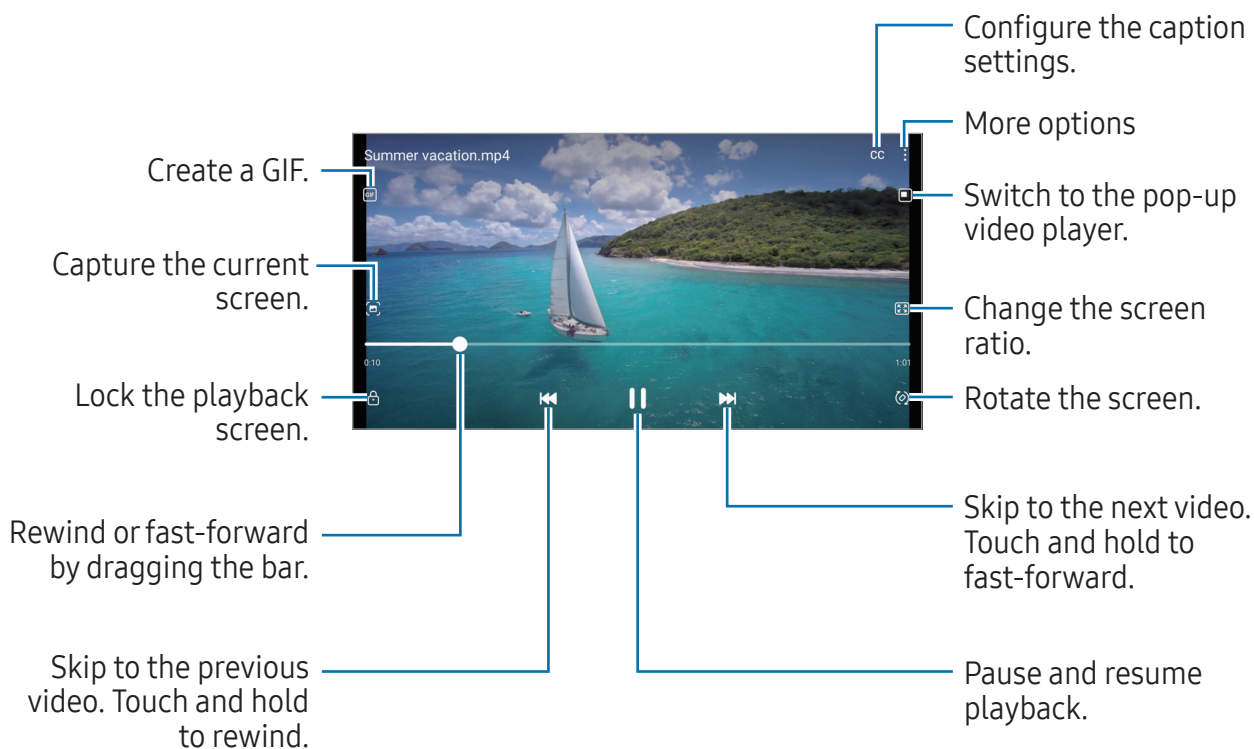 Configure the caption
settings.
More options
Create a GIF.
Summer vacation.mp4
CC
GIF
Switch to the pop-up
video player.
Capture the current
screen.
Change the screen
ratio.
0:10
1:01
Lock the playback
screen.
Rotate the screen.
Rewind or fast-forward
by dragging the bar.
Skip to the next video.
Touch and hold to
fast-forward.
Skip to the previous
video. Touch and hold
to rewind.
Pause and resume
playback.